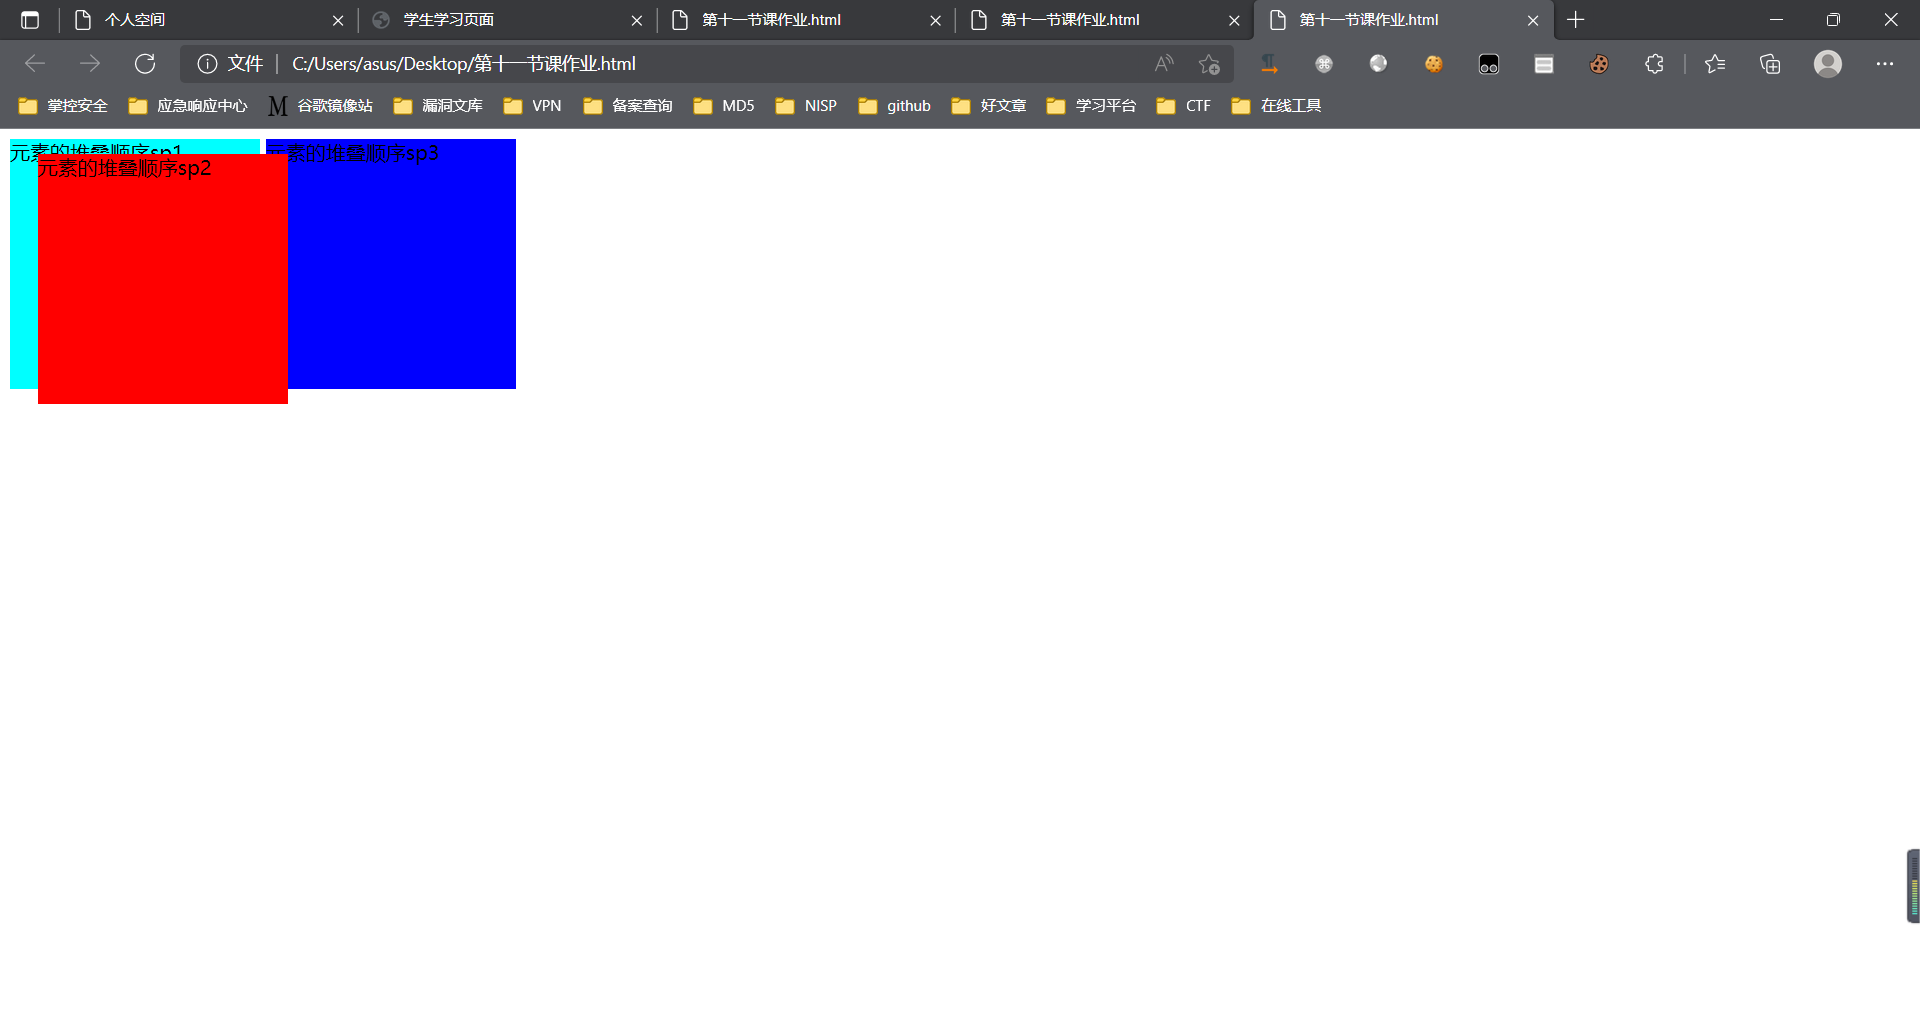 个人空间
学生学习页面
第十一节课作业.html
第十一节课作业.html
第十一节课作业.html
文件 C:/Users/asus/Desktop/第十一节课作业.html
掌控安全 应急响应中心 M 谷歌镜像站 漏洞文库 VPN 备案查询 MD5 NISP github 好文章 学习平台 CTF 在线工具
元素的堆叠顺序sp1
元素的堆叠顺序sp2
元素的堆叠顺序sp3